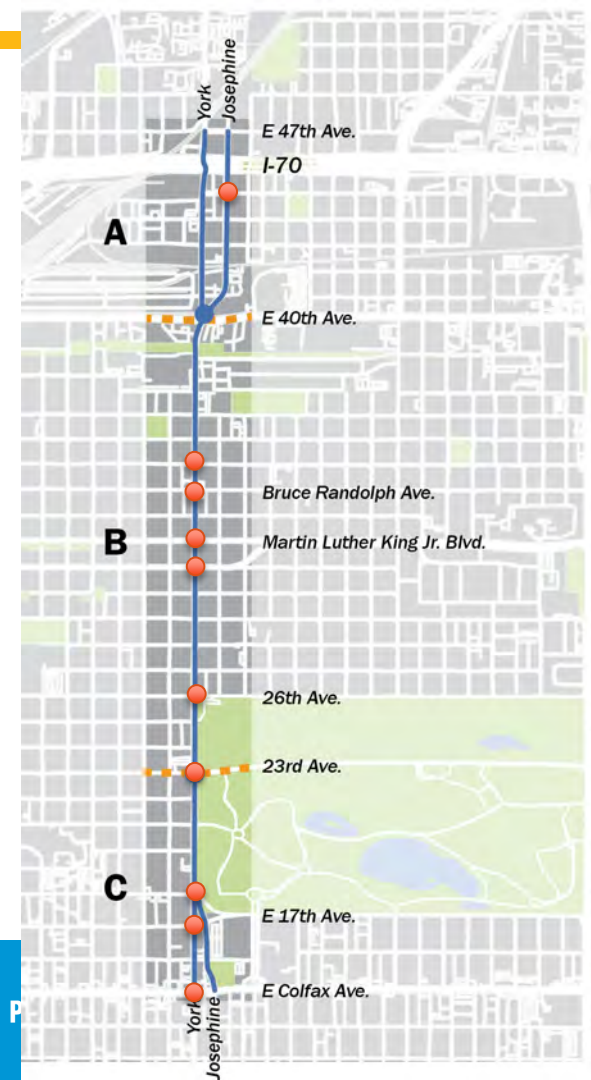 York
Josephine
E 47th Ave.
I-70
A
E 40th Ave.
Bruce Randolph Ave.
B
Martin Luther King Jr. Blvd.
26th Ave.
23rd Ave.
C
E 17th Ave.
E Colfax Ave.
P
York
Josephine